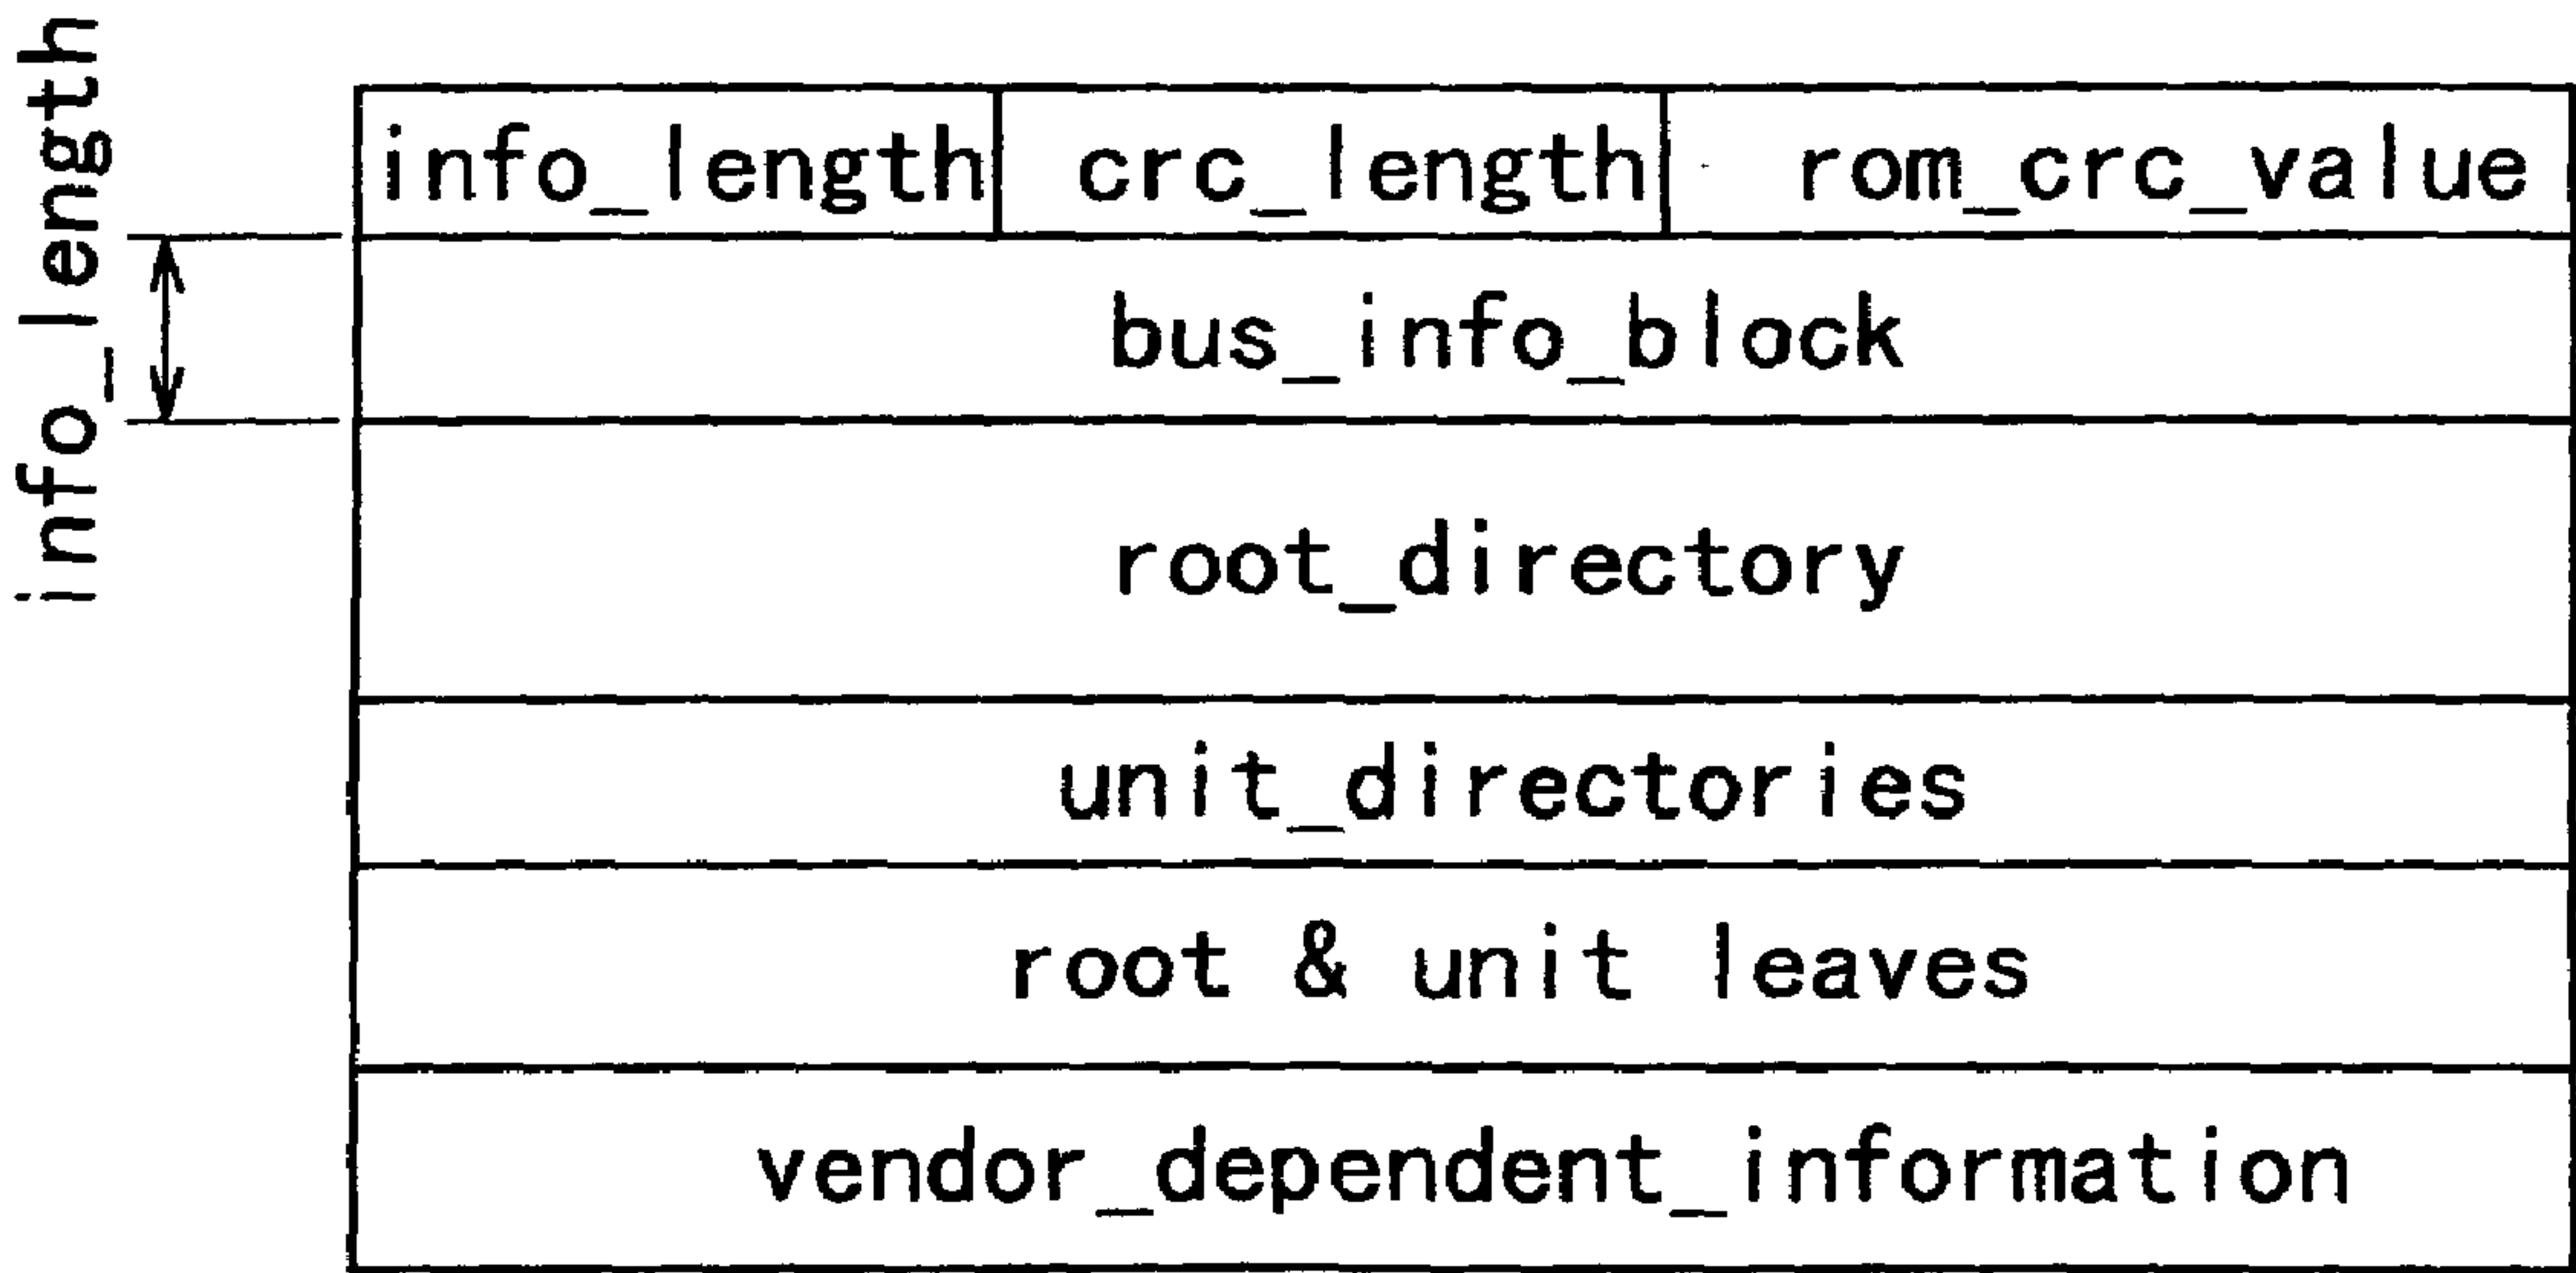 info_length
info_length crc_length rom_crc_value
bus_info_block
root_directory
unit_directories
root & unit leaves
vendor_dependent_information